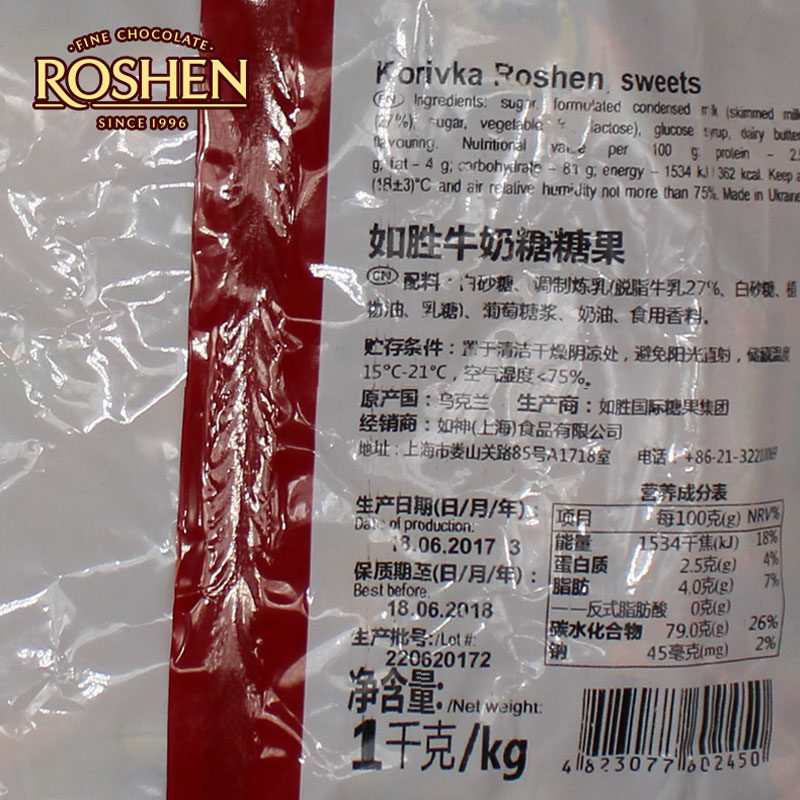 ·FINE CHOCOLATE·
ROSHEN
SINCE 1996
Korivka Roshen, sweets
EN Ingredients: sugar, formulated condensed milk (skimmed milk
(27%), sugar, vegetable lactose), glucose syrup, dairy butter
flavouring. Nutritional value per 100 g: protein – 2.
g; fat – 4 g; carbohydrate – 81 g; energy – 1534 kJ 362 kcal. Keep a
(18±3)°C and air relative humidity not more than 75%. Made in Ukraine
如胜牛奶糖糖果
CN 配料：白砂糖、调制炼乳(脱脂牛乳27%、白砂糖、植
物油、乳糖)、葡萄糖浆、奶油、食用香料。
贮存条件：置于清洁干燥阴凉处，避免阳光直射，储藏温度
15°C-21°C，空气湿度<75%。
原产国：乌克兰 生产商：如胜国际糖果集团
经销商：如神(上海)食品有限公司
地址：上海市娄山关路85号A1718室 电话：+86-21-322
生产日期(日/月/年)：
Date of production:
18.06.2017 3
保质期至(日/月/年)：
Best before:
18.06.2018
生产批号:/Lot #:
220620172
净含量:/Net weight:
1千克/kg
营养成分表
项目 每100克(g) NRV%
能量 1534千焦(kJ) 18%
蛋白质 2.5克(g) 4%
脂肪 4.0克(g) 7%
——反式脂肪酸 0克(g)
碳水化合物 79.0克(g) 26%
钠 45毫克(mg) 2%
4 823077 602450